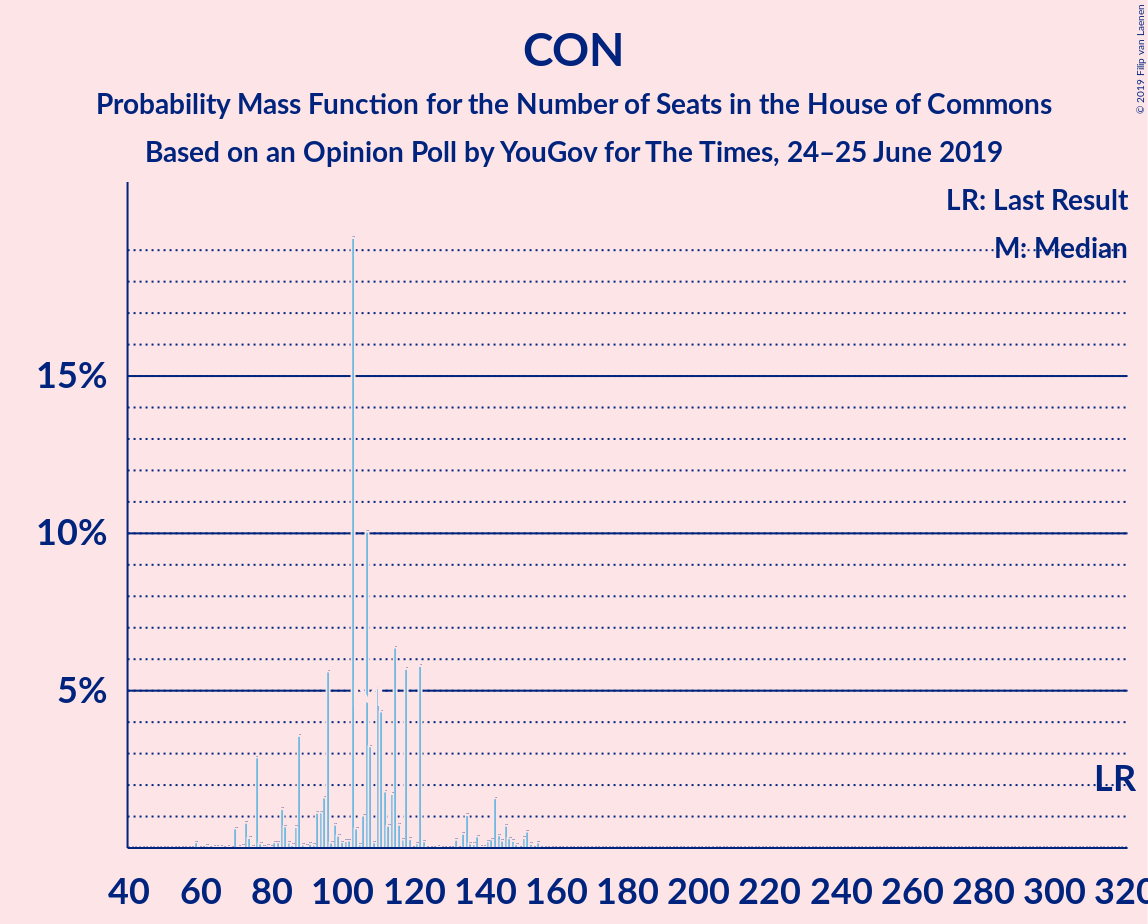 CON
Probability Mass Function for the Number of Seats in the House of Commons
Based on an Opinion Poll by YouGov for The Times, 24–25 June 2019
© 2019 Filip van Laenen
LR: Last Result
M: Median
15%
10%
5%
LR
40 60 80 100 120 140 160 180 200 220 240 260 280 300 320